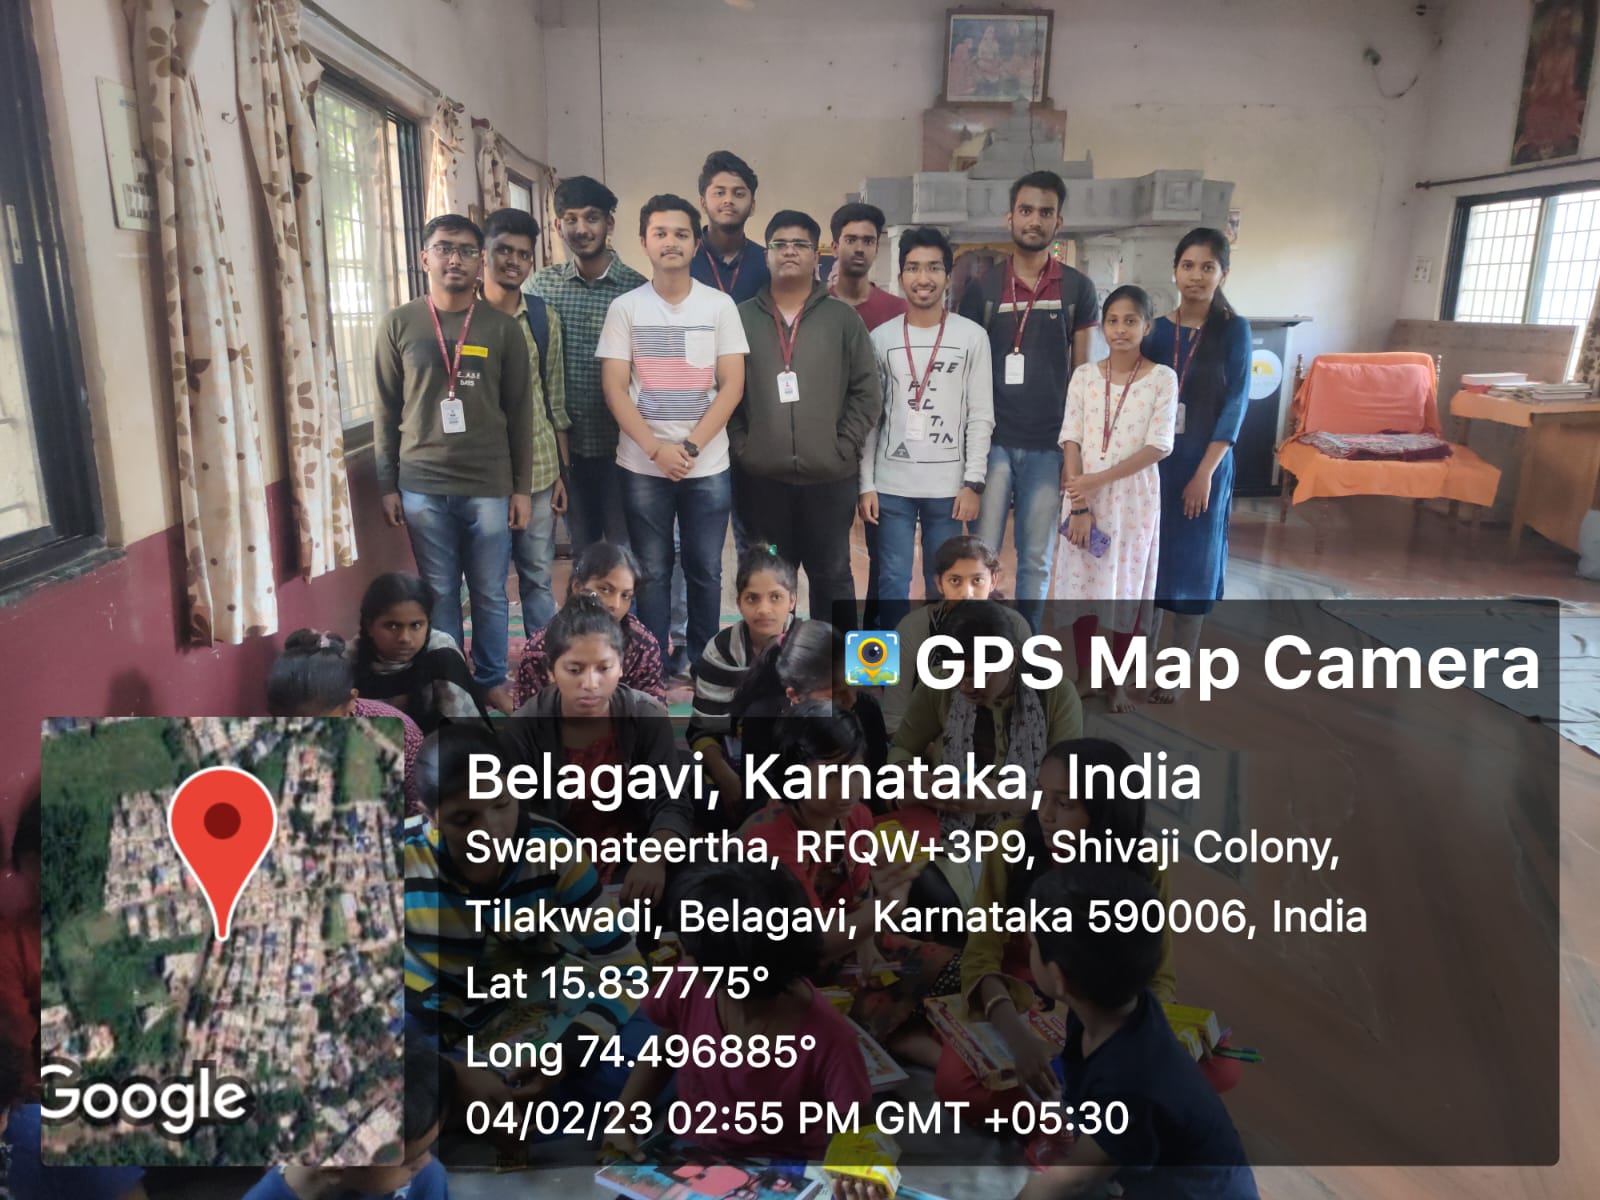 GPS Map Camera
Belagavi, Karnataka, India
Swapnateertha, RFQW+3P9, Shivaji Colony,
Tilakwadi, Belagavi, Karnataka 590006, India
Lat 15.837775°
Long 74.496885°
04/02/23 02:55 PM GMT +05:30
Google